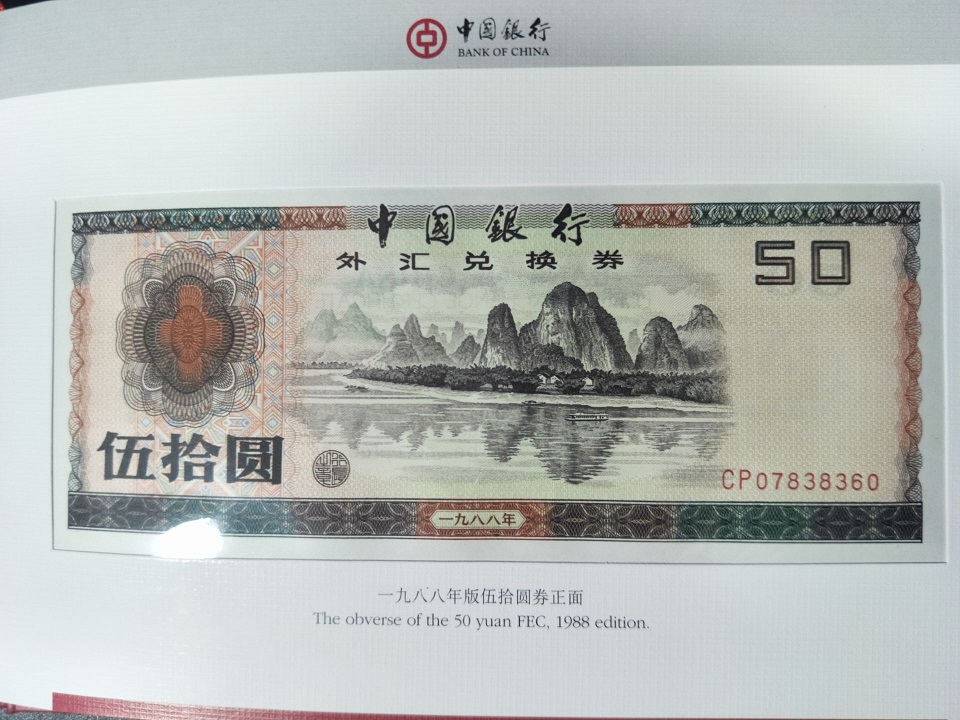 中国银行
BANK OF CHINA
中國銀行
外汇兑换券
50
伍拾圆
CP07838360
一九八八年
一九八八年版伍拾圆券正面
The obverse of the 50 yuan FEC, 1988 edition.